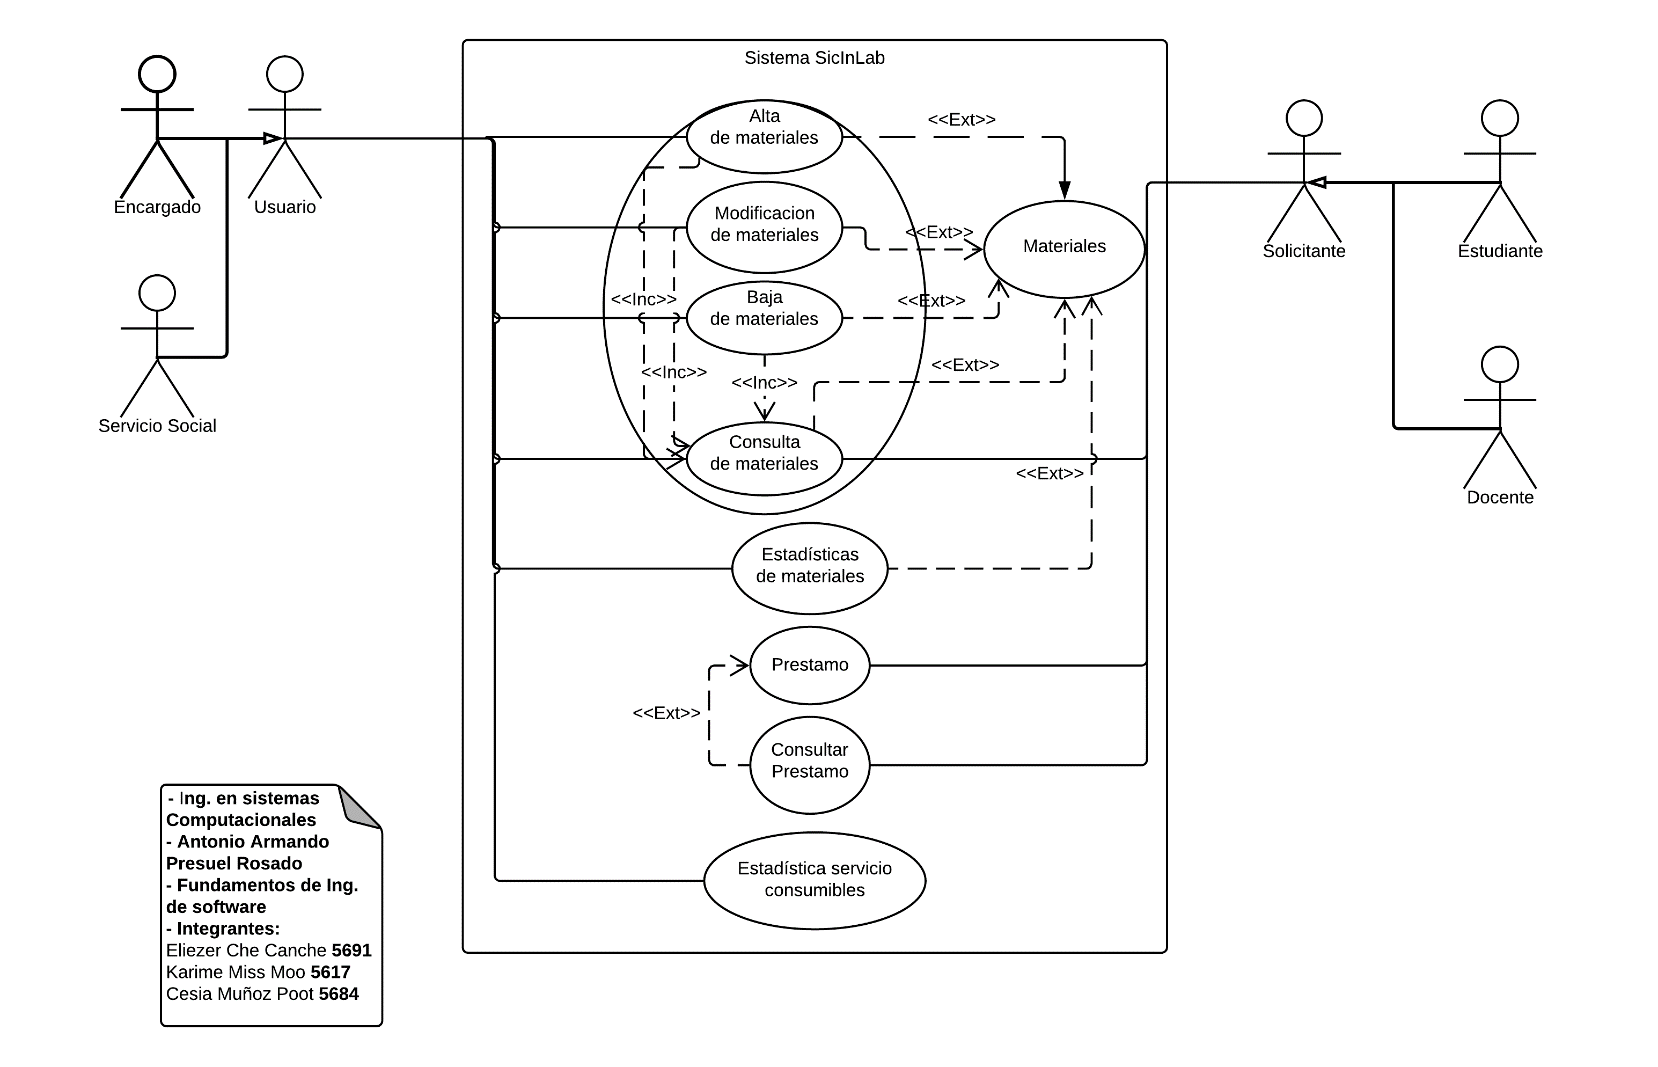 Sistema SicInLab
Encargado
Usuario
Servicio Social
Alta
de materiales
<<Ext>>
Modificacion
de materiales
<<Ext>>
Materiales
Solicitante
Estudiante
<<Inc>>
Baja
de materiales
<<Ext>>
<<Inc>>
<<Inc>>
<<Ext>>
Consulta
de materiales
<<Ext>>
Docente
Estadísticas
de materiales
Prestamo
<<Ext>>
Consultar
Prestamo
Estadística servicio
consumibles
- Ing. en sistemas
Computacionales
- Antonio Armando
Presuel Rosado
- Fundamentos de Ing.
de software
- Integrantes:
Eliezer Che Canche 5691
Karime Miss Moo 5617
Cesia Muñoz Poot 5684